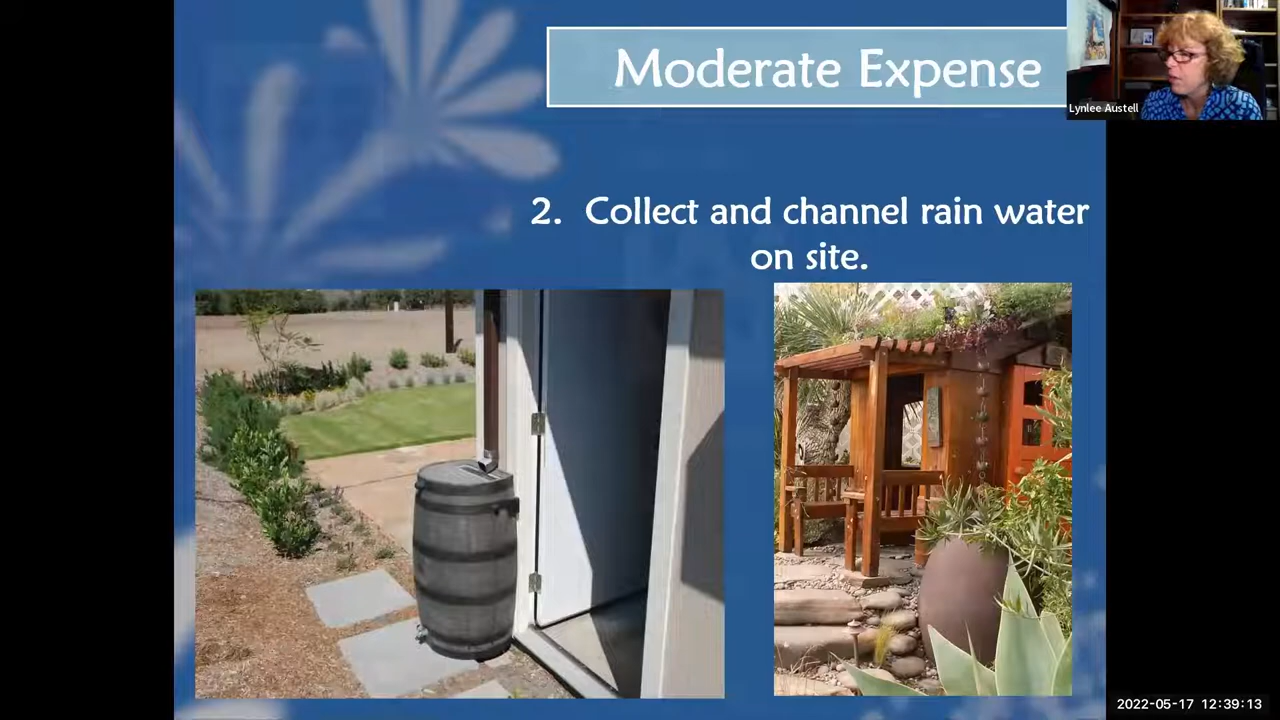 Moderate Expense
Lynlee Austell
2. Collect and channel rain water
on site.
2022-05-17 12:39:13